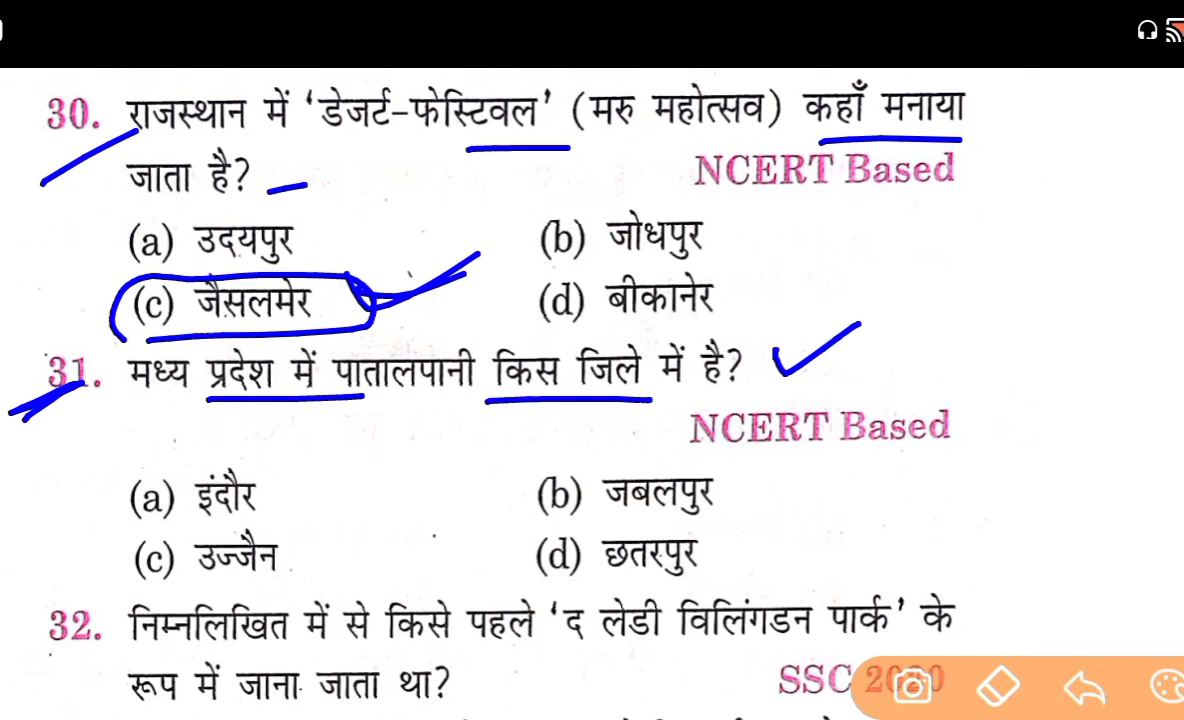 30. राजस्थान में 'डेजर्ट-फेस्टिवल' (मरु महोत्सव) कहाँ मनाया
जाता है? NCERT Based
(a) उदयपुर (b) जोधपुर
(c) जैसलमेर (d) बीकानेर
31. मध्य प्रदेश में पातालपानी किस जिले में है?
NCERT Based
(a) इंदौर (b) जबलपुर
(c) उज्जैन (d) छतरपुर
32. निम्नलिखित में से किसे पहले 'द लेडी विलिंगडन पार्क' के
रूप में जाना जाता था? SSC 2020